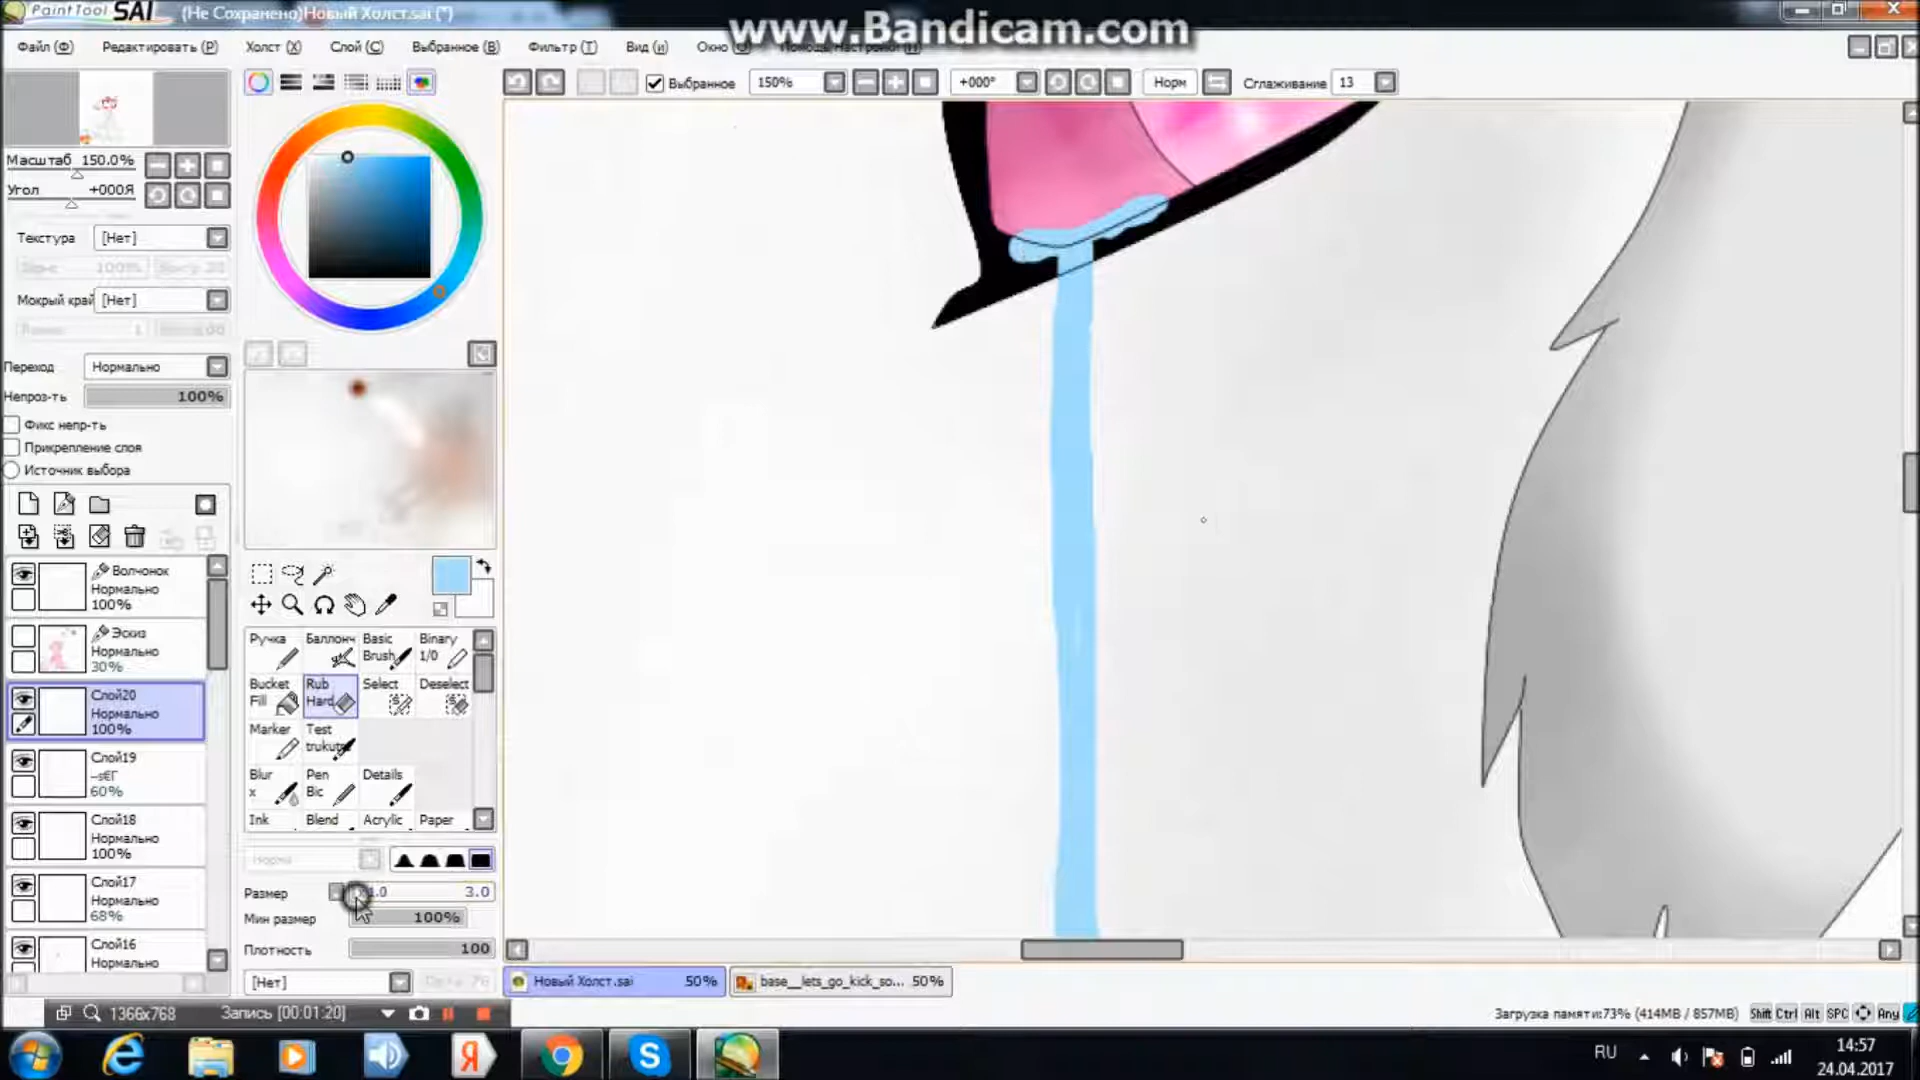 PaintTool SAI (Не Сохранено)Новый Холст.sai (*)
www.Bandicam.com
Файл (Ф) Редактировать (P) Холст (X) Слой (C) Выбранное (B) Фильтр (T) Вид (и) Окно
Выбранное 150% +000° Норм Сглаживание 13
Масштаб 150.0%
Угол +000Я
Текстура [Нет]
100%
Мокрый край [Нет]
1
Переход Нормально
Непроз-ть 100%
Фикс непр-ть
Прикрепление слоя
Источник выбора
Волчонок
Нормально
100%
Эскиз
Нормально
30%
Слой20
Нормально
100%
Слой19
60%
Слой18
Нормально
100%
Слой17
Нормально
68%
Слой16
Нормально
Ручка Баллонч Basic Brush Binary 1/0
Bucket Fill Rub Hard Select Deselect
Marker Test trukut
Blur x Pen Bic Details
Ink Blend Acrylic Paper
Размер 3.0
Мин размер 100%
Плотность 100
[Нет]
Новый Холст.sai 50% base__lets_go_kick_so... 50%
1366x768 Запись [00:01:20]
Загрузка памяти:73% (414MB / 857MB) Shift Ctrl Alt SPC Any
RU
14:57
24.04.2017